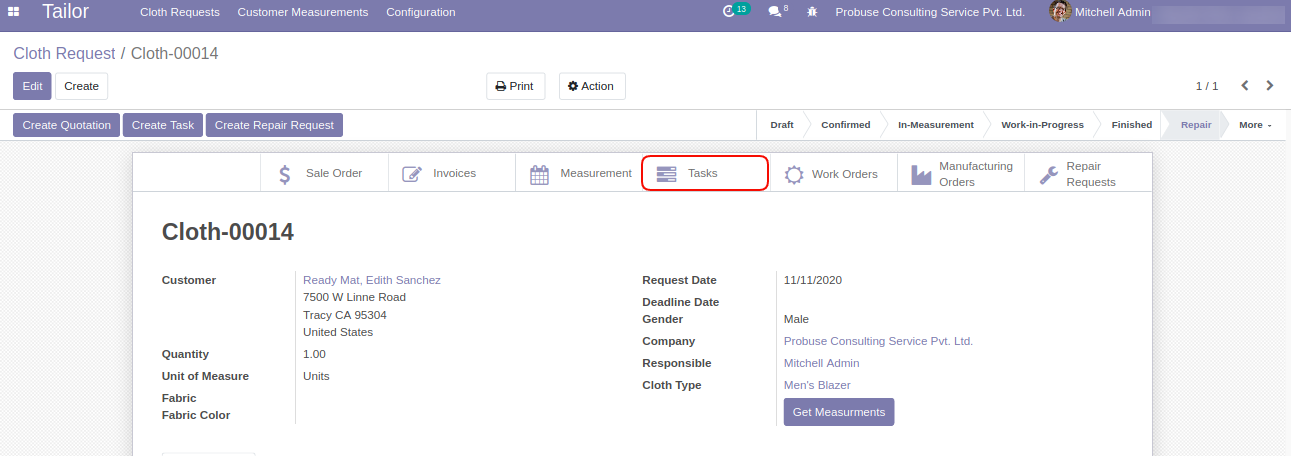 Tailor Cloth Requests Customer Measurements Configuration 13 8 Probuse Consulting Service Pvt. Ltd. Mitchell Admin
Cloth Request / Cloth-00014
Edit Create Print Action 1 / 1
Create Quotation Create Task Create Repair Request Draft Confirmed In-Measurement Work-in-Progress Finished Repair More
Sale Order Invoices Measurement Tasks Work Orders Manufacturing Orders Repair Requests
Cloth-00014
Customer Ready Mat, Edith Sanchez
7500 W Linne Road
Tracy CA 95304
United States
Quantity 1.00
Unit of Measure Units
Fabric
Fabric Color
Request Date 11/11/2020
Deadline Date
Gender Male
Company Probuse Consulting Service Pvt. Ltd.
Responsible Mitchell Admin
Cloth Type Men's Blazer
Get Measurments